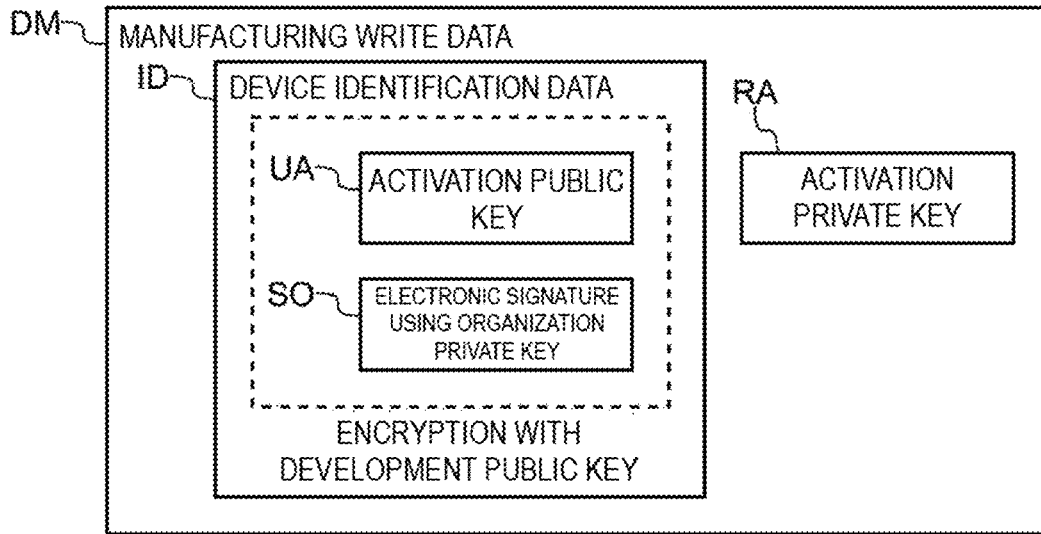 DM
MANUFACTURING WRITE DATA
ID
DEVICE IDENTIFICATION DATA
RA
UA
ACTIVATION PUBLIC
KEY
ACTIVATION
PRIVATE KEY
SO
ELECTRONIC SIGNATURE
USING ORGANIZATION
PRIVATE KEY
ENCRYPTION WITH
DEVELOPMENT PUBLIC KEY